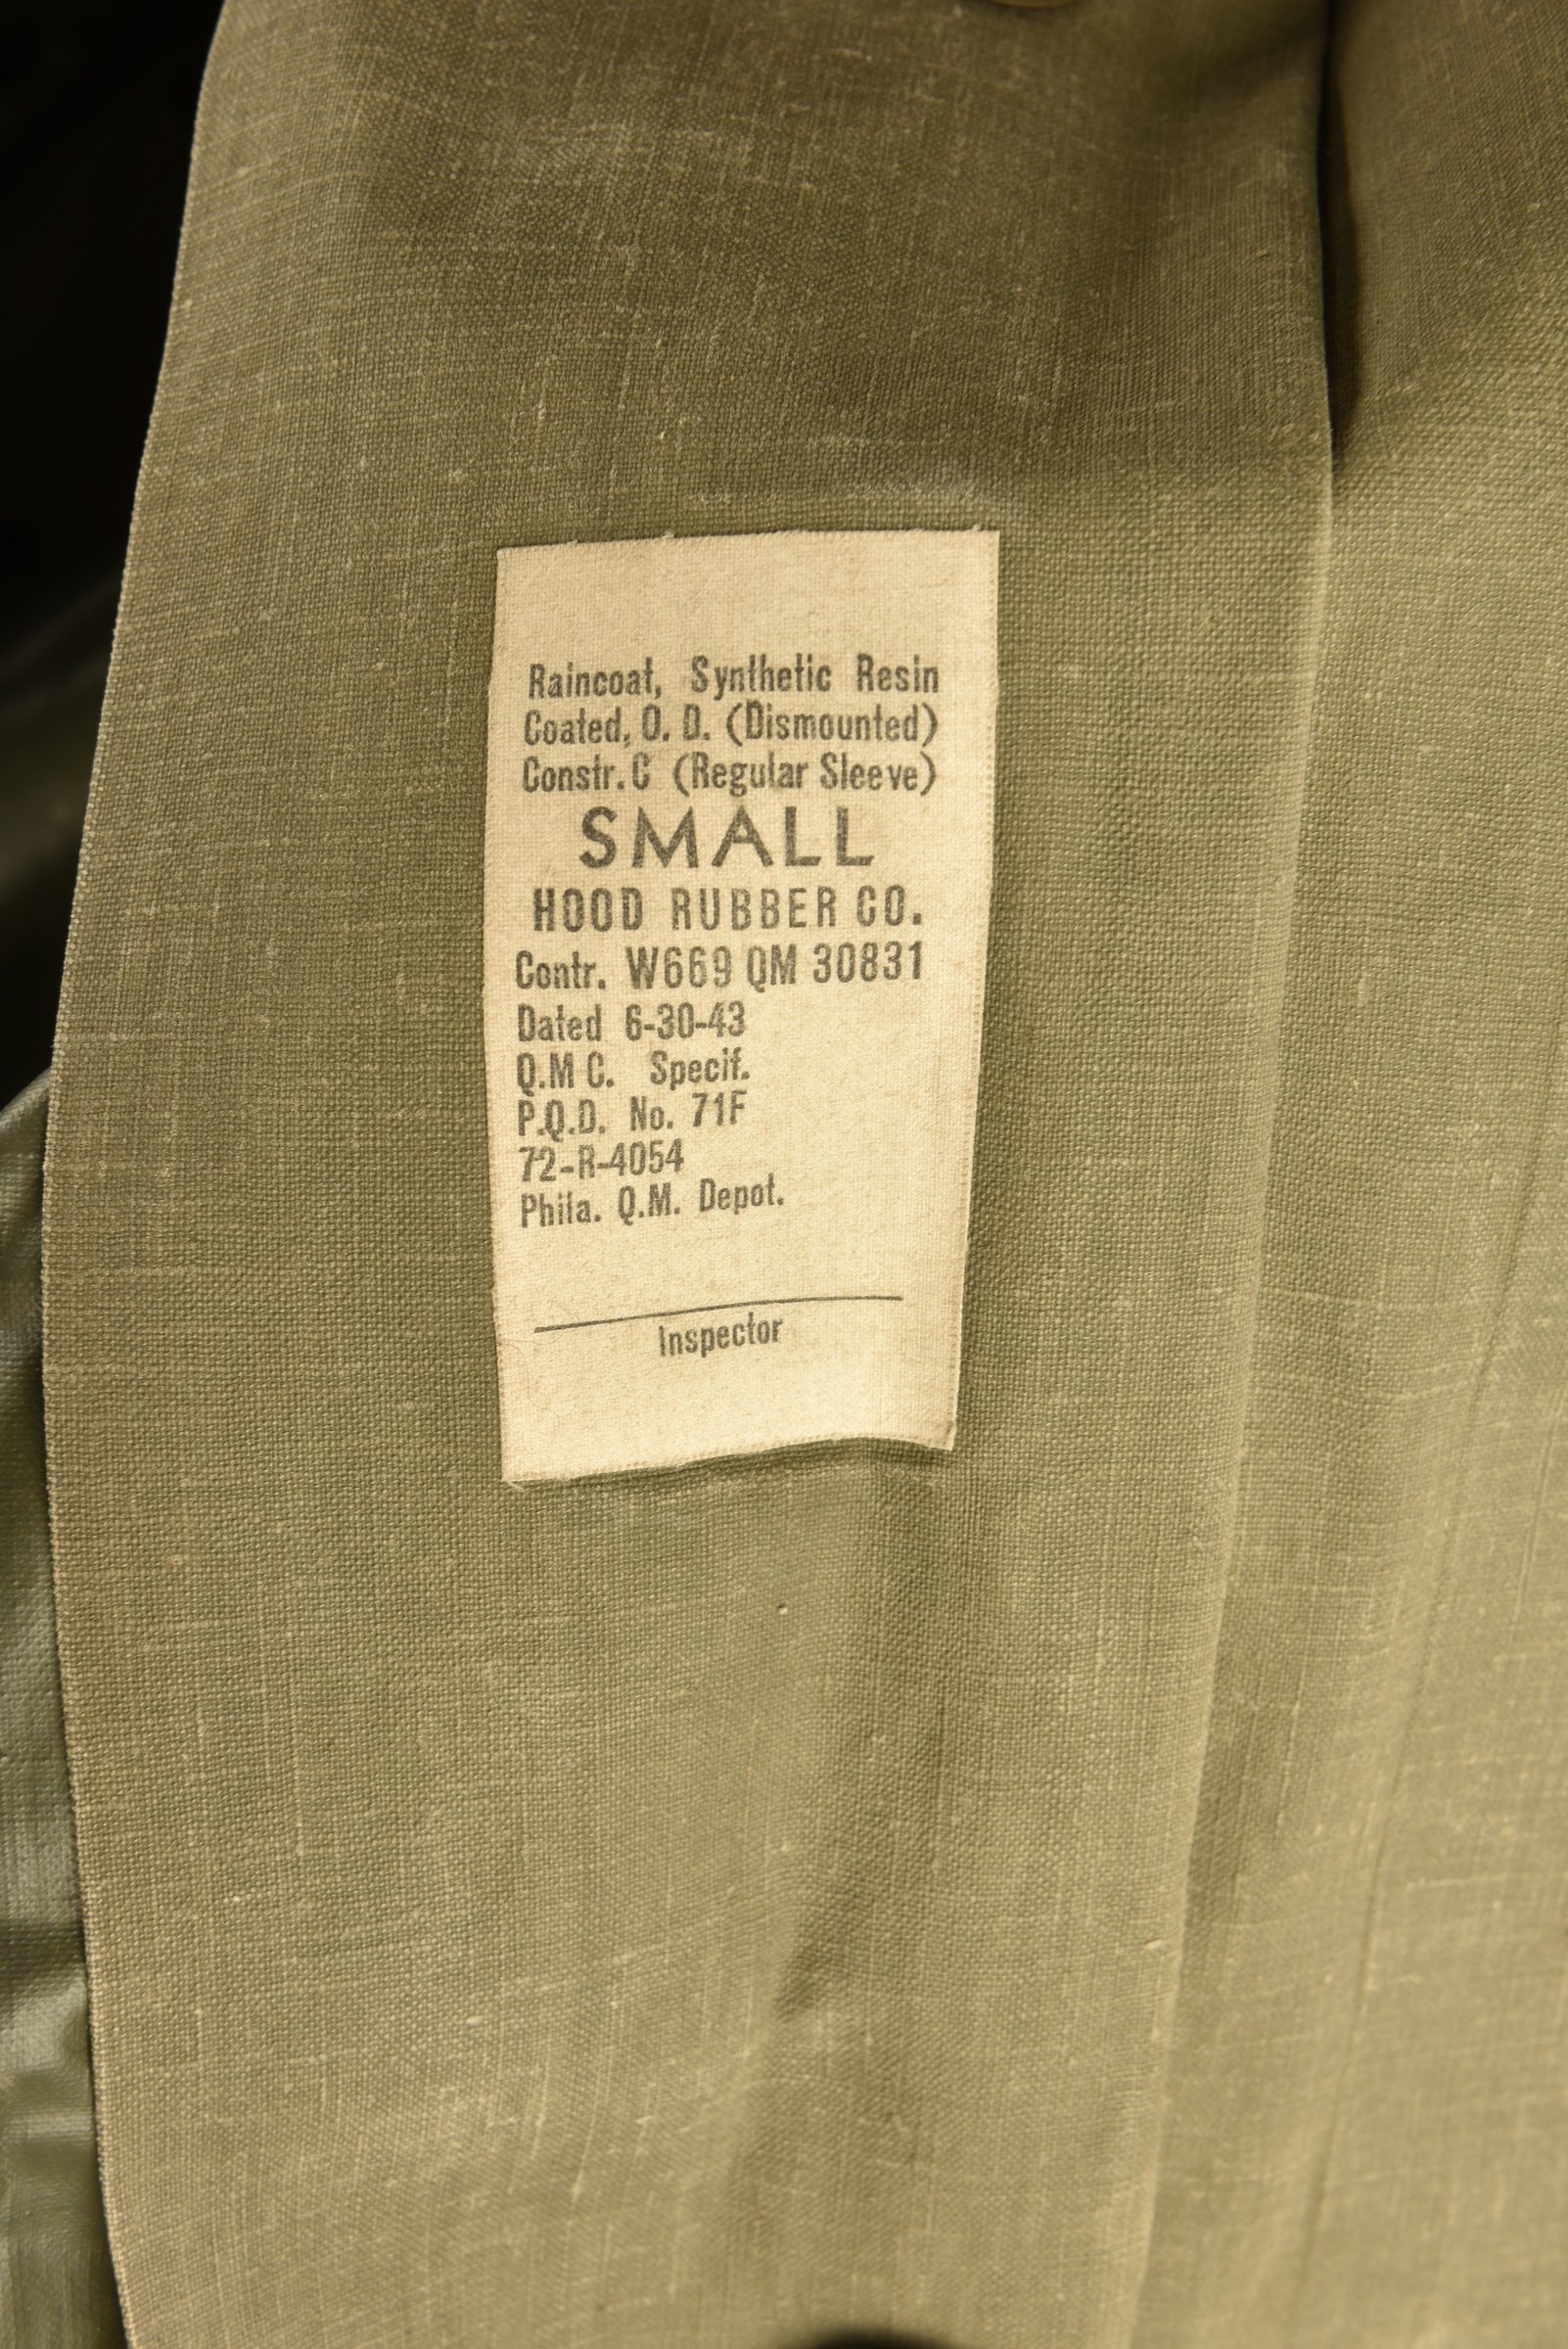 Raincoat, Synthetic Resin
Coated, O. D. (Dismounted)
Constr. C (Regular Sleeve)
SMALL
HOOD RUBBER CO.
Contr. W669 QM 30831
Dated 6-30-43
Q.M C. Specif.
P.Q.D. No. 71F
72-R-4054
Phila. Q.M. Depot.
Inspector